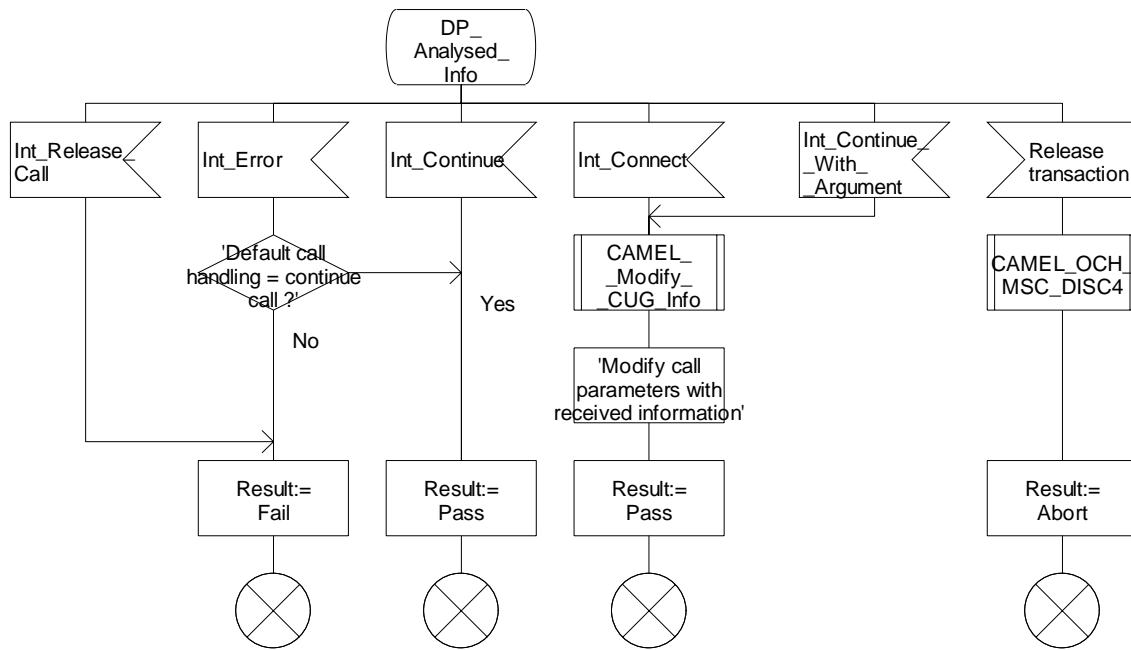 DP_
Analysed_
Info
Int_Release_
Call
Int_Error
Int_Continue
Int_Connect
Int_Continue_
_With_
_Argument
Release
transaction
'Default call
handling = continue
call ?'
Yes
No
CAMEL_
_Modify_
_CUG_Info
CAMEL_OCH_
MSC_DISC4
'Modify call
parameters with
received information'
Result:=
Fail
Result:=
Pass
Result:=
Pass
Result:=
Abort